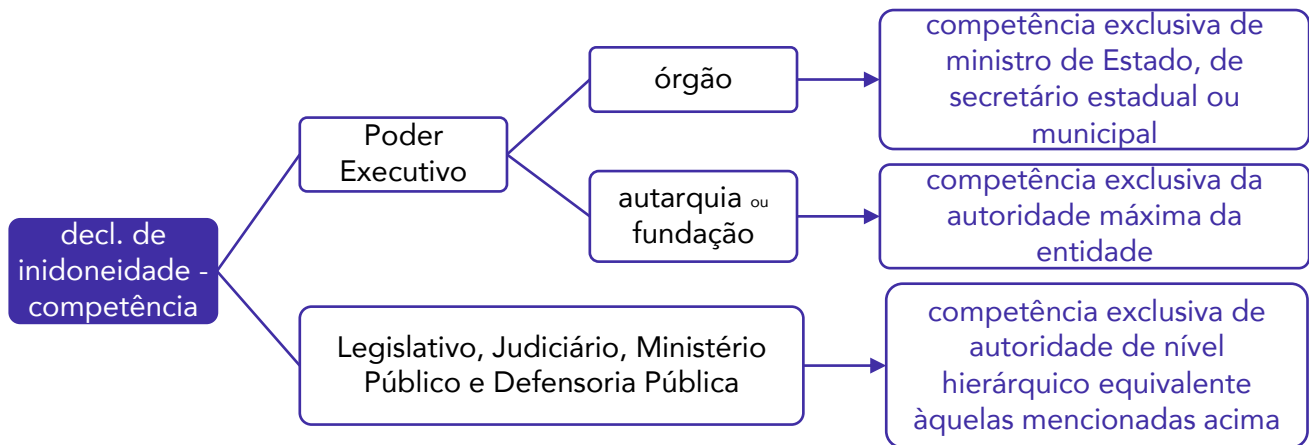 decl. de
inidoneidade -
competência
Poder
Executivo
órgão
competência exclusiva de
ministro de Estado, de
secretário estadual ou
municipal
autarquia ou
fundação
competência exclusiva da
autoridade máxima da
entidade
Legislativo, Judiciário, Ministério
Público e Defensoria Pública
competência exclusiva de
autoridade de nível
hierárquico equivalente
àquelas mencionadas acima